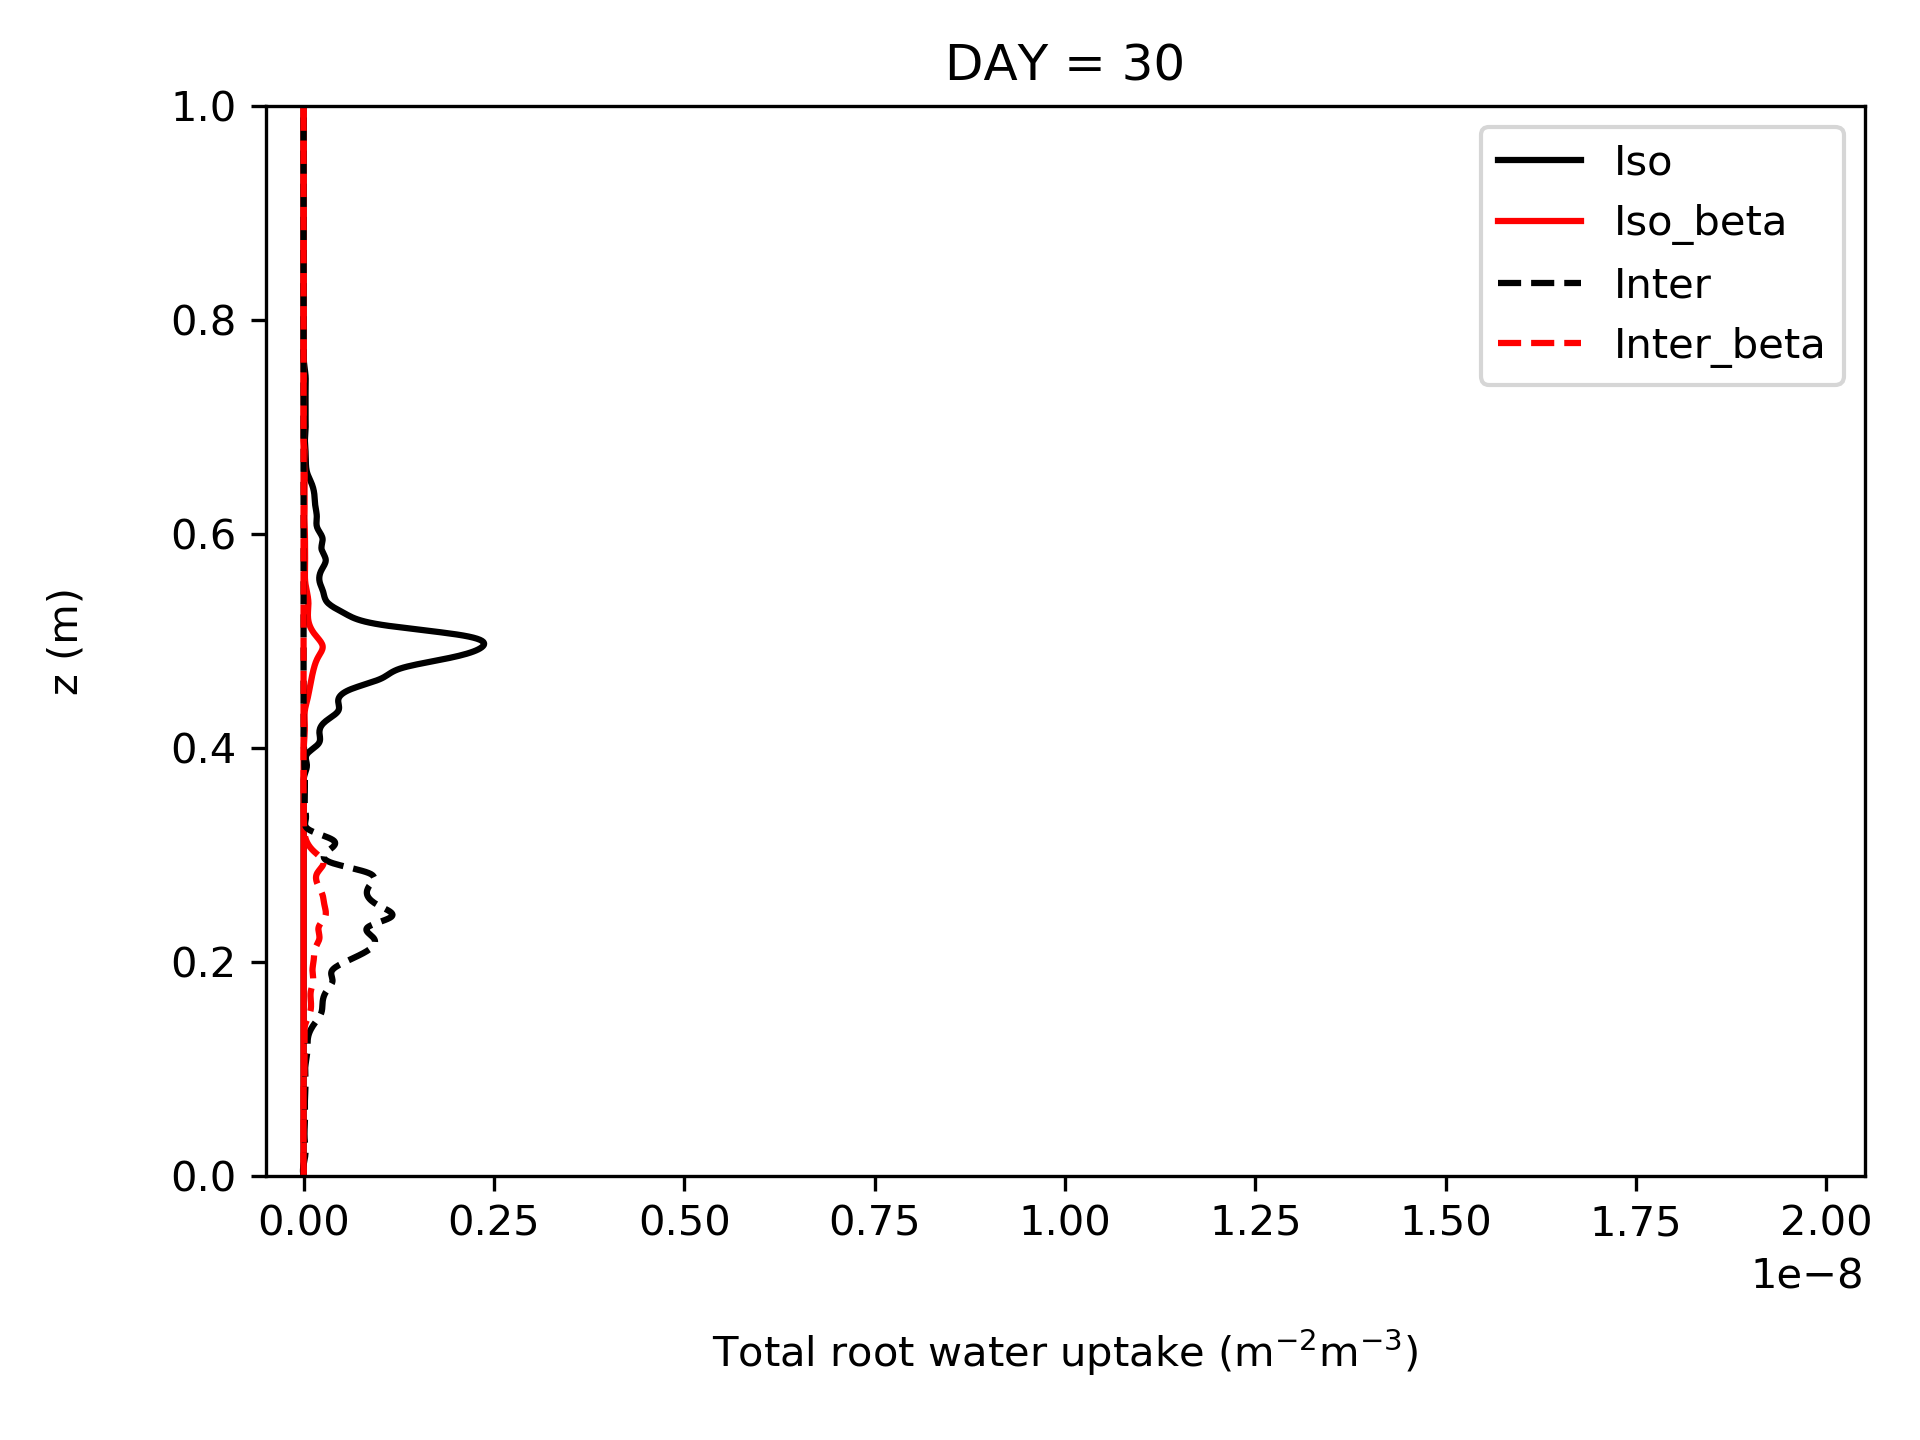 DAY = 30
1.0
0.8
0.6
0.4
0.2
0.0
z (m)
Iso
Iso_beta
Inter
Inter_beta
0.00 0.25 0.50 0.75 1.00 1.25 1.50 1.75 2.00
1e−8
Total root water uptake (m⁻²m⁻³)